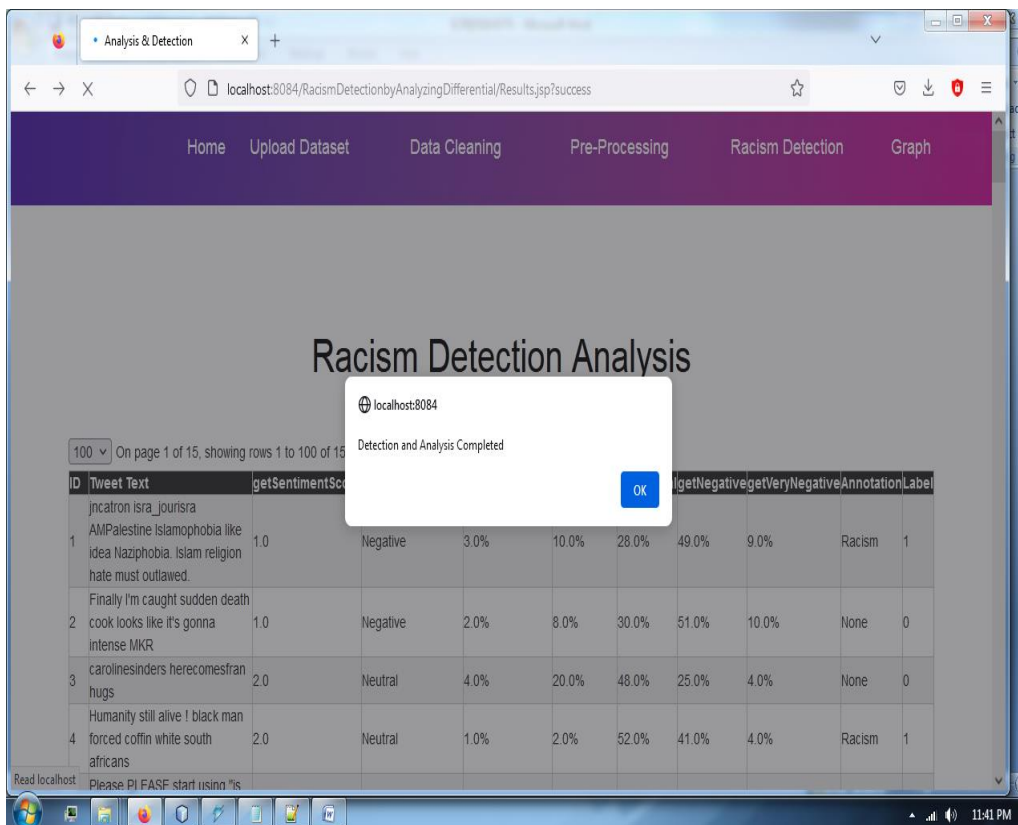 Analysis & Detection
localhost:8084/RacismDetectionbyAnalyzingDifferential/Results.jsp?success
Home Upload Dataset Data Cleaning Pre-Processing Racism Detection Graph
Racism Detection Analysis
localhost:8084
Detection and Analysis Completed
OK
100 On page 1 of 15, showing rows 1 to 100 of 15
ID Tweet Text getSentimentSco getNegative getVeryNegative Annotation Label
jncatron isra_jourisra
AMPalestine Islamophobia like
idea Naziphobia. Islam religion
hate must outlawed.
1 1.0 Negative 3.0% 10.0% 28.0% 49.0% 9.0% Racism 1
Finally I'm caught sudden death
cook looks like it's gonna
intense MKR
2 1.0 Negative 2.0% 8.0% 30.0% 51.0% 10.0% None 0
carolinesinders herecomesfran
hugs
3 2.0 Neutral 4.0% 20.0% 48.0% 25.0% 4.0% None 0
Humanity still alive ! black man
forced coffin white south
africans
4 2.0 Neutral 1.0% 2.0% 52.0% 41.0% 4.0% Racism 1
Please PLEASE start using "is
Read localhost
11:41 PM